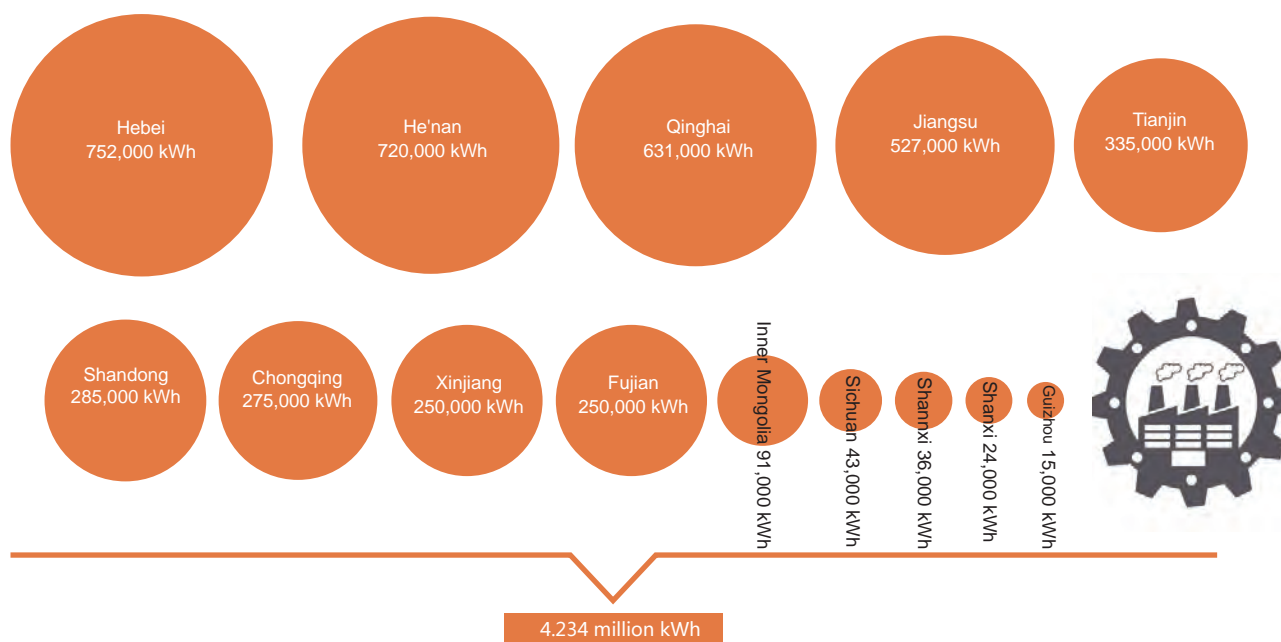 Hebei
752,000 kWh
He'nan
720,000 kWh
Qinghai
631,000 kWh
Jiangsu
527,000 kWh
Tianjin
335,000 kWh
Shandong
285,000 kWh
Chongqing
275,000 kWh
Xinjiang
250,000 kWh
Fujian
250,000 kWh
Inner Mongolia 91,000 kWh
Sichuan 43,000 kWh
Shannxi 36,000 kWh
Shanxi 24,000 kWh
Guizhou 15,000 kWh
4.234 million kWh